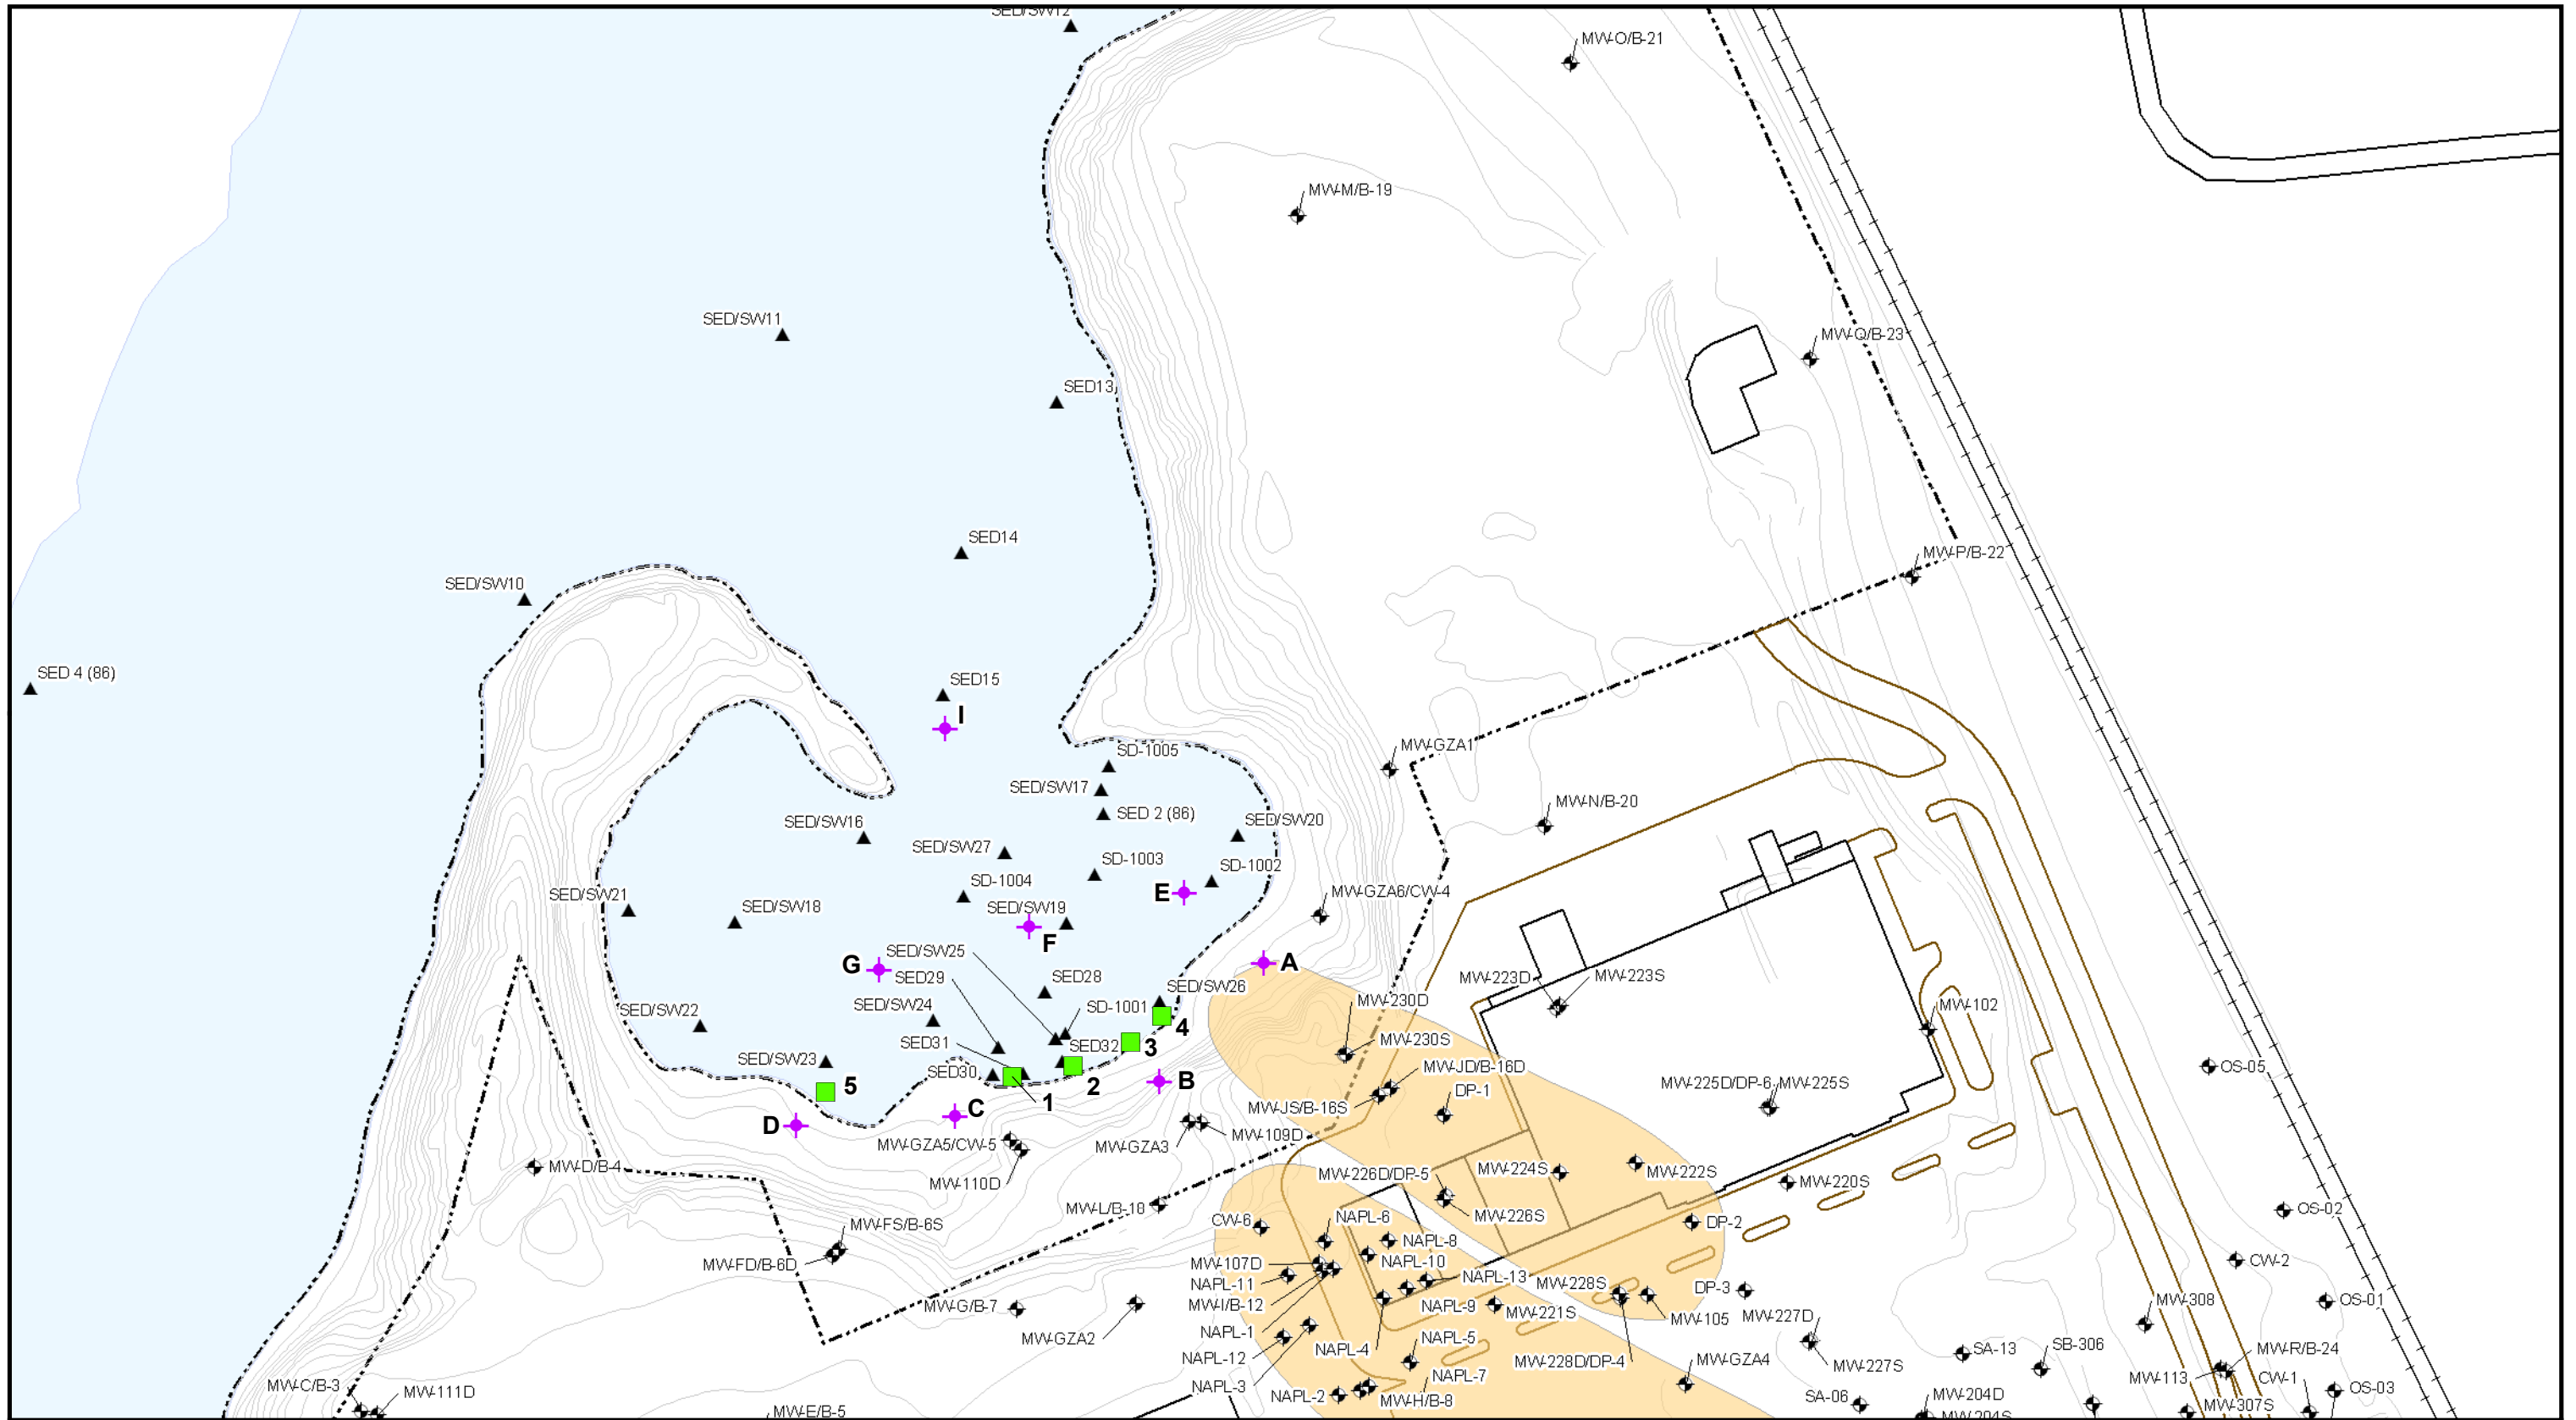 SED/SW12
MW-O/B-21
MW-M/B-19
SED/SW11
MW-Q/B-23
SED13
SED14
MW-P/B-22
SED/SW10
SED 4 (86)
SED15
I
SD-1005
MW-GZA1
SED/SW17
MW-N/B-20
SED 2 (86)
SED/SW16
SED/SW20
SED/SW27
SD-1003
SD-1002
SD-1004
E
MW-GZA6/CW-4
SED/SW21
SED/SW18
SED/SW19
F
SED/SW25
G
SED29
A
SED28
MW-223D
MW-223S
SED/SW26
MW-230D
SED/SW24
SD-1001
MW-102
SED/SW22
4
SED31
SED32
3
MW-230S
SED/SW23
SED30
2
B
MW-JD/B-16D
OS-05
5
1
MW-JS/B-16S
DP-1
MW-225D/DP-6
MW-225S
C
D
MW-GZA5/CW-5
MW-GZA3
MW-109D
MW-D/B-4
MW-110D
MW-226D/DP-5
MW-224S
MW-222S
MW-220S
MW-L/B-18
MW-226S
OS-02
MW-FS/B-6S
CW-6
NAPL-6
DP-2
NAPL-8
MW-FD/B-6D
MW-107D
NAPL-10
CW-2
NAPL-11
NAPL-13
MW-228S
DP-3
MW-G/B-7
MW-I/B-12
NAPL-9
MW-221S
MW-105
MW-227D
MW-308
OS-01
MW-GZA2
NAPL-1
NAPL-5
NAPL-4
NAPL-12
MW-228D/DP-4
MW-GZA4
MW-227S
SA-13
SB-306
MW-R/B-24
NAPL-7
MW-113
CW-1
MW-C/B-3
MW-111D
NAPL-3
NAPL-2
MW-H/B-8
SA-06
MW-204D
OS-03
MW-E/B-5
MW-204S
MW-307S